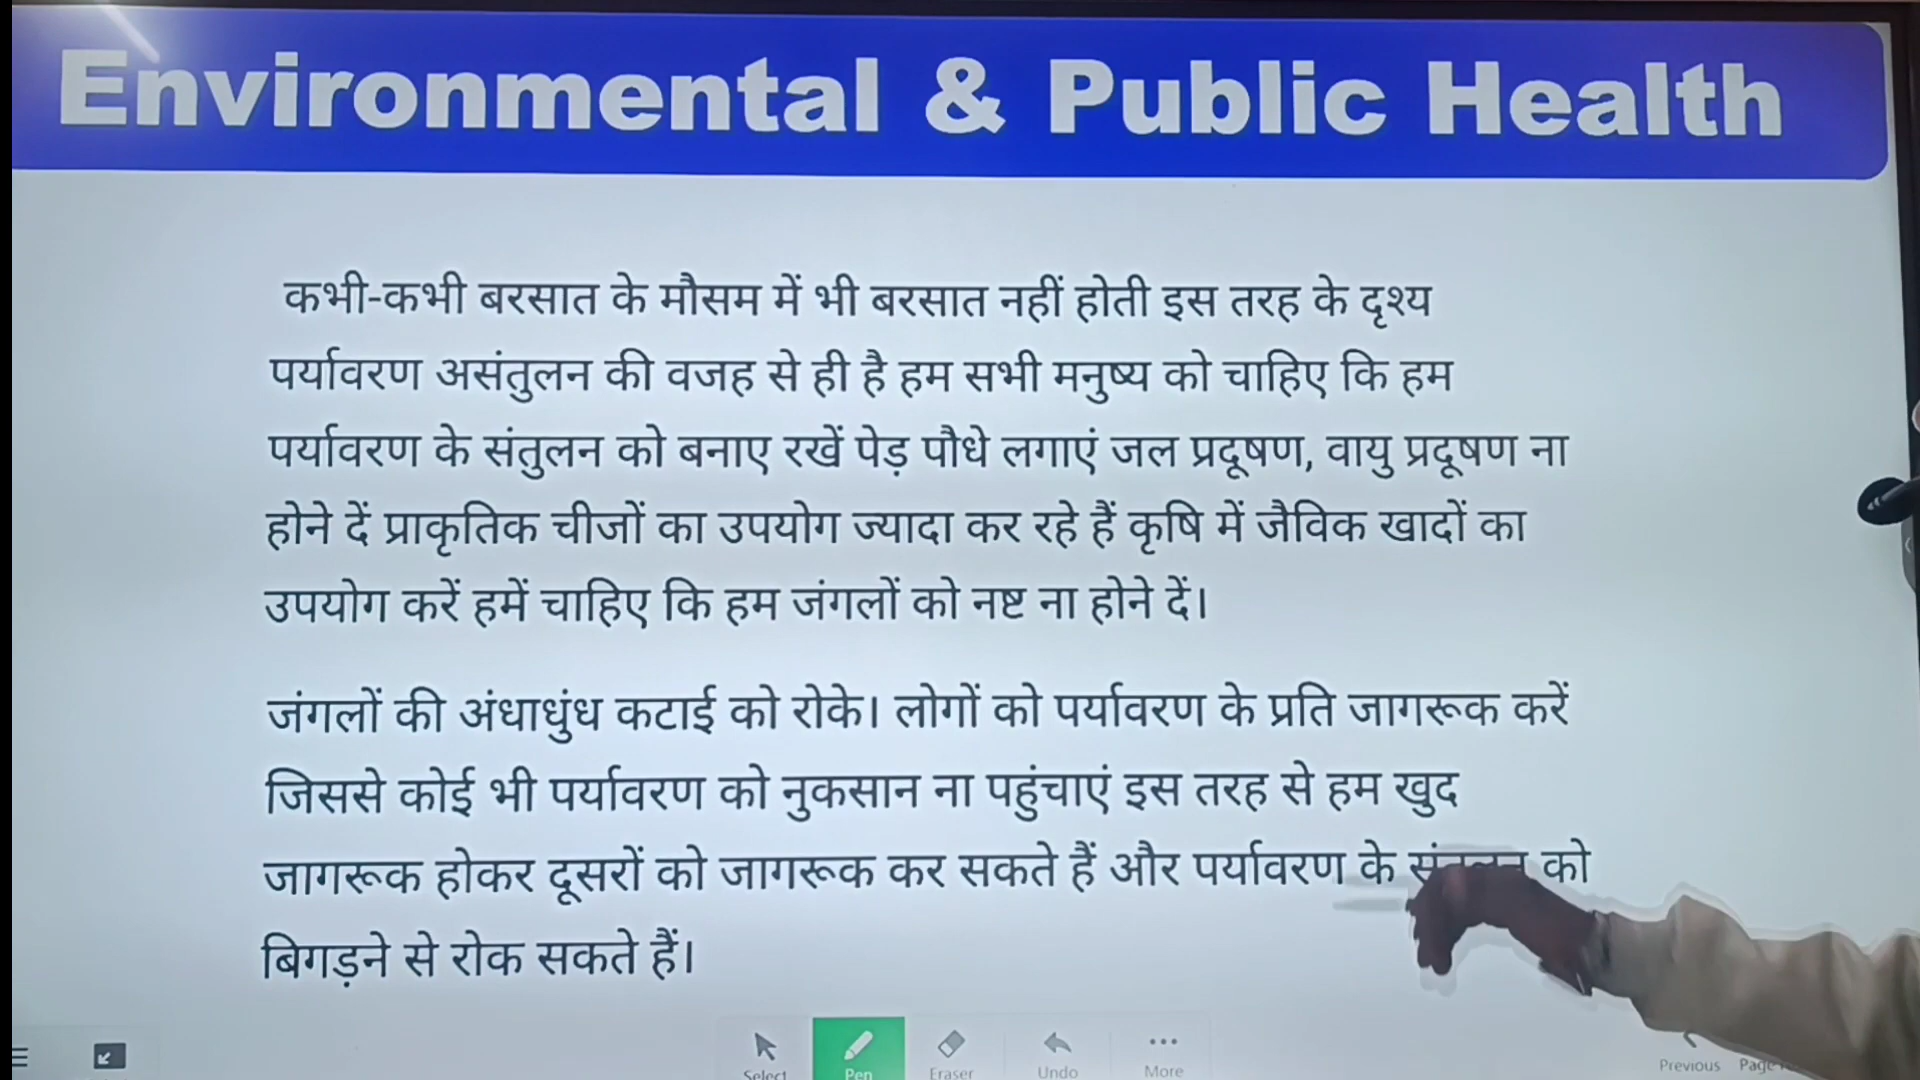 Environmental & Public Health
कभी-कभी बरसात के मौसम में भी बरसात नहीं होती इस तरह के दृश्य
पर्यावरण असंतुलन की वजह से ही है हम सभी मनुष्य को चाहिए कि हम
पर्यावरण के संतुलन को बनाए रखें पेड़ पौधे लगाएं जल प्रदूषण, वायु प्रदूषण ना
होने दें प्राकृतिक चीजों का उपयोग ज्यादा कर रहे हैं कृषि में जैविक खादों का
उपयोग करें हमें चाहिए कि हम जंगलों को नष्ट ना होने दें।
जंगलों की अंधाधुंध कटाई को रोके। लोगों को पर्यावरण के प्रति जागरूक करें
जिससे कोई भी पर्यावरण को नुकसान ना पहुंचाएं इस तरह से हम खुद
जागरूक होकर दूसरों को जागरूक कर सकते हैं और पर्यावरण के को
बिगड़ने से रोक सकते हैं।
Select Pen Eraser Undo More Previous